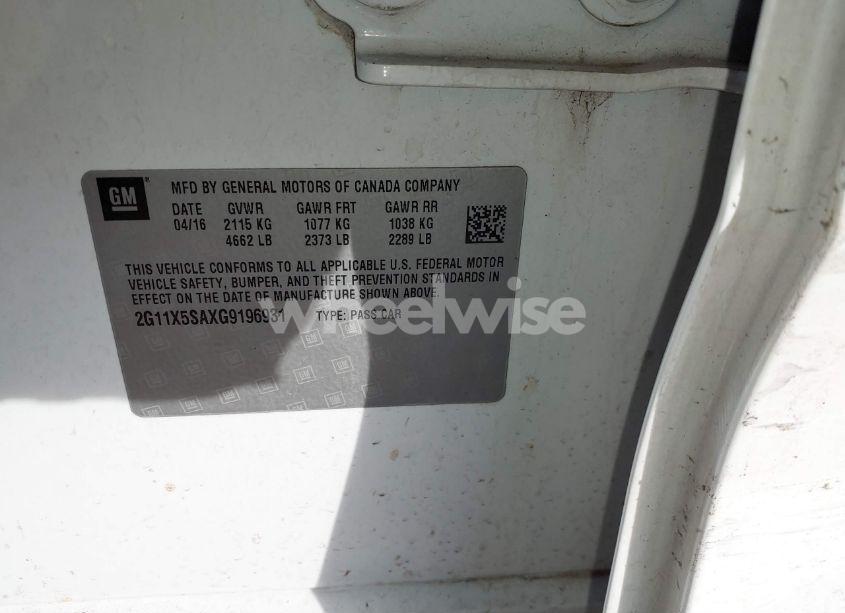 GM
MFD BY GENERAL MOTORS OF CANADA COMPANY
DATE GVWR GAWR FRT GAWR RR
04/16 2115 KG 1077 KG 1038 KG
4662 LB 2373 LB 2289 LB
THIS VEHICLE CONFORMS TO ALL APPLICABLE U.S. FEDERAL MOTOR
VEHICLE SAFETY, BUMPER, AND THEFT PREVENTION STANDARDS IN
EFFECT ON THE DATE OF MANUFACTURE SHOWN ABOVE.
2G11X5SAXG9196931 TYPE: PASS CAR
wheelwise